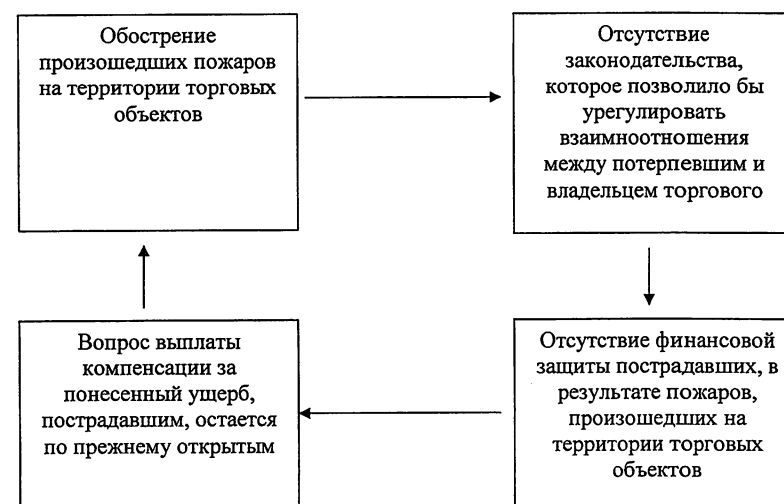 Обострение
произошедших пожаров
на территории торговых
объектов
Отсутствие
законодательства,
которое позволило бы
урегулировать
взаимноотношения
между потерпевшим и
владельцем торгового
Отсутствие финансовой
защиты пострадавших, в
результате пожаров,
произошедших на
территории торговых
объектов
Вопрос выплаты
компенсации за
понесенный ущерб,
пострадавшим, остается
по прежнему открытым